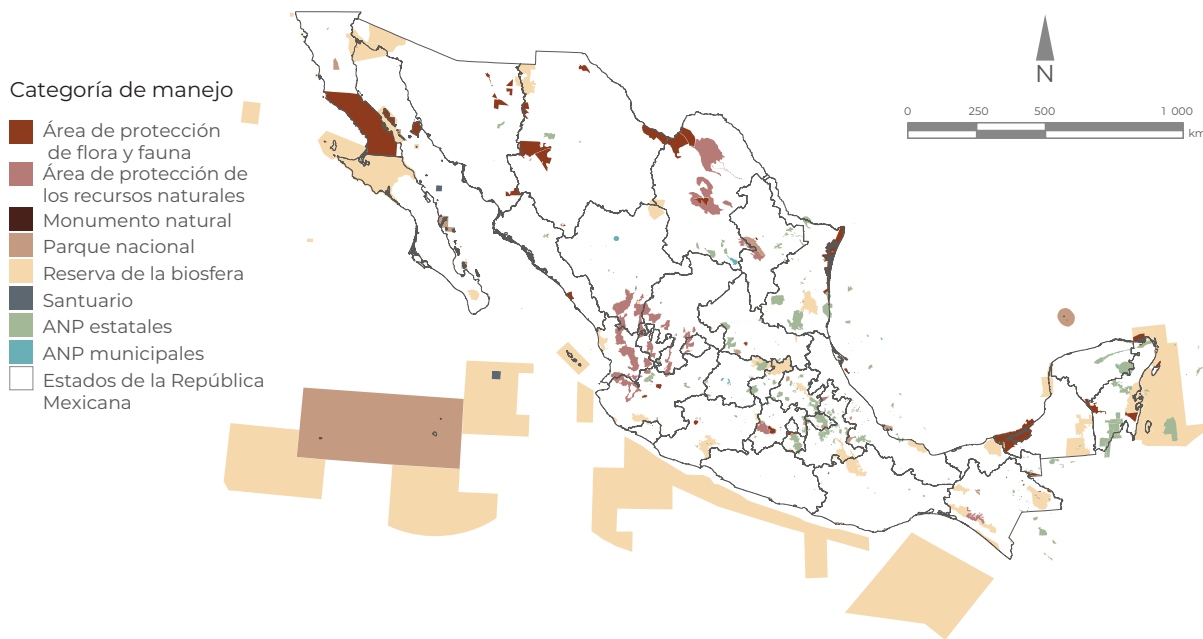 N
0 250 500 1 000
km
Categoría de manejo
Área de protección
de flora y fauna
Área de protección de
los recursos naturales
Monumento natural
Parque nacional
Reserva de la biosfera
Santuario
ANP estatales
ANP municipales
Estados de la República
Mexicana